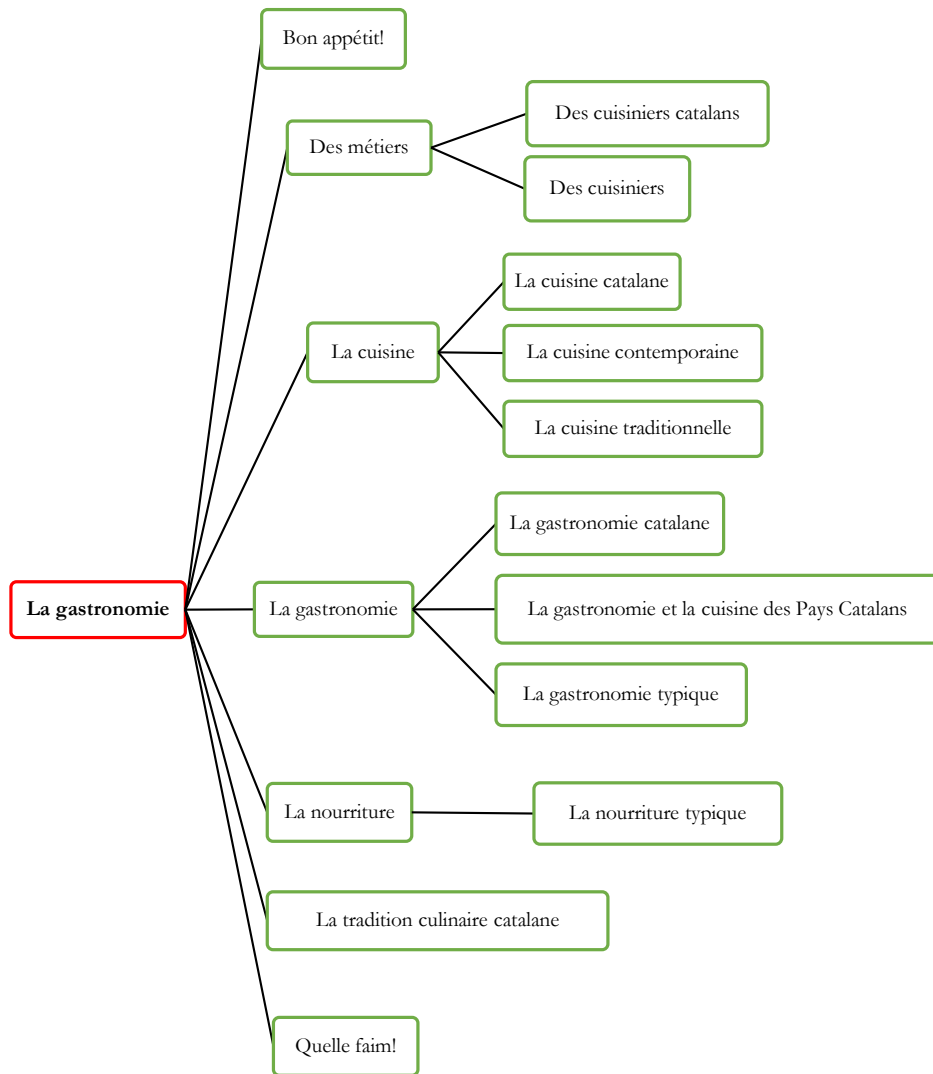 Bon appétit!
Des cuisiniers catalans
Des métiers
Des cuisiniers
La cuisine catalane
La cuisine
La cuisine contemporaine
La cuisine traditionnelle
La gastronomie catalane
La gastronomie
La gastronomie
La gastronomie et la cuisine des Pays Catalans
La gastronomie typique
La nourriture
La nourriture typique
La tradition culinaire catalane
Quelle faim!